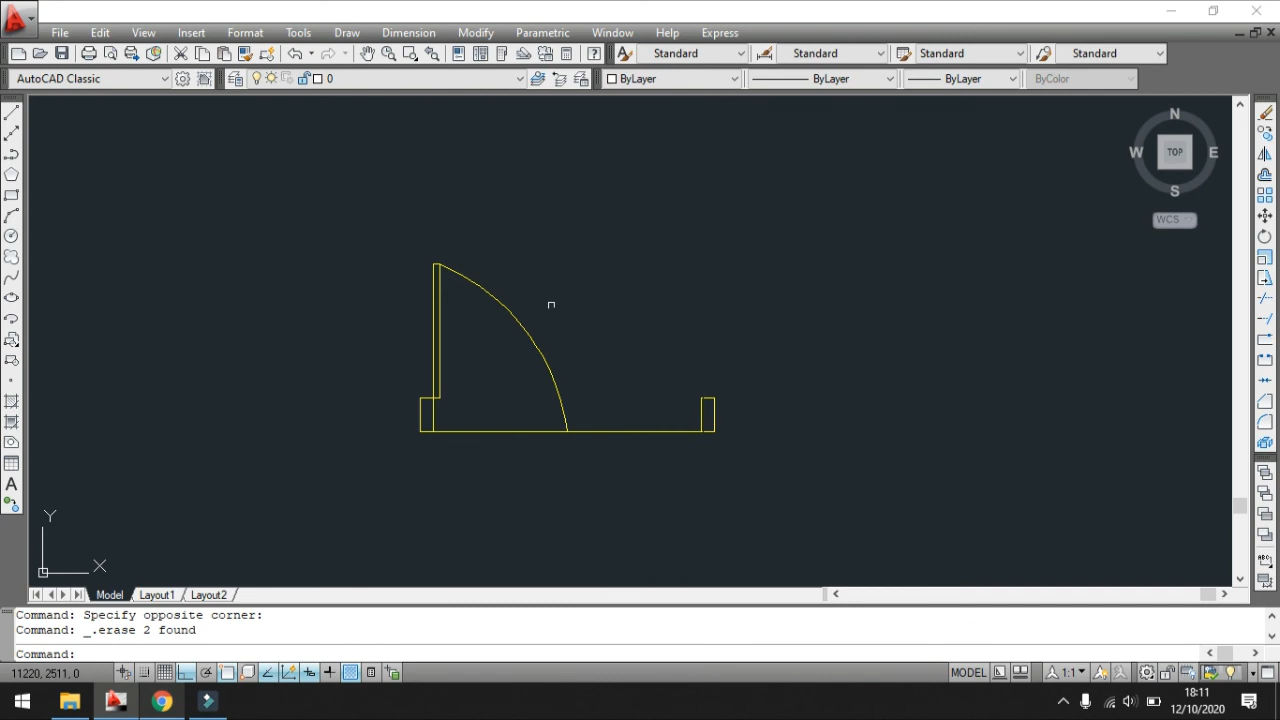 File Edit View Insert Format Tools Draw Dimension Modify Parametric Window Help Express
Standard Standard Standard Standard
AutoCAD Classic 0 ByLayer ByLayer ByLayer ByColor
N
W TOP E
S
WCS
Y
X
Model Layout1 Layout2
Command: Specify opposite corner:
Command: _.erase 2 found
Command:
11220, 2511, 0 MODEL 1:1
18:11
12/10/2020